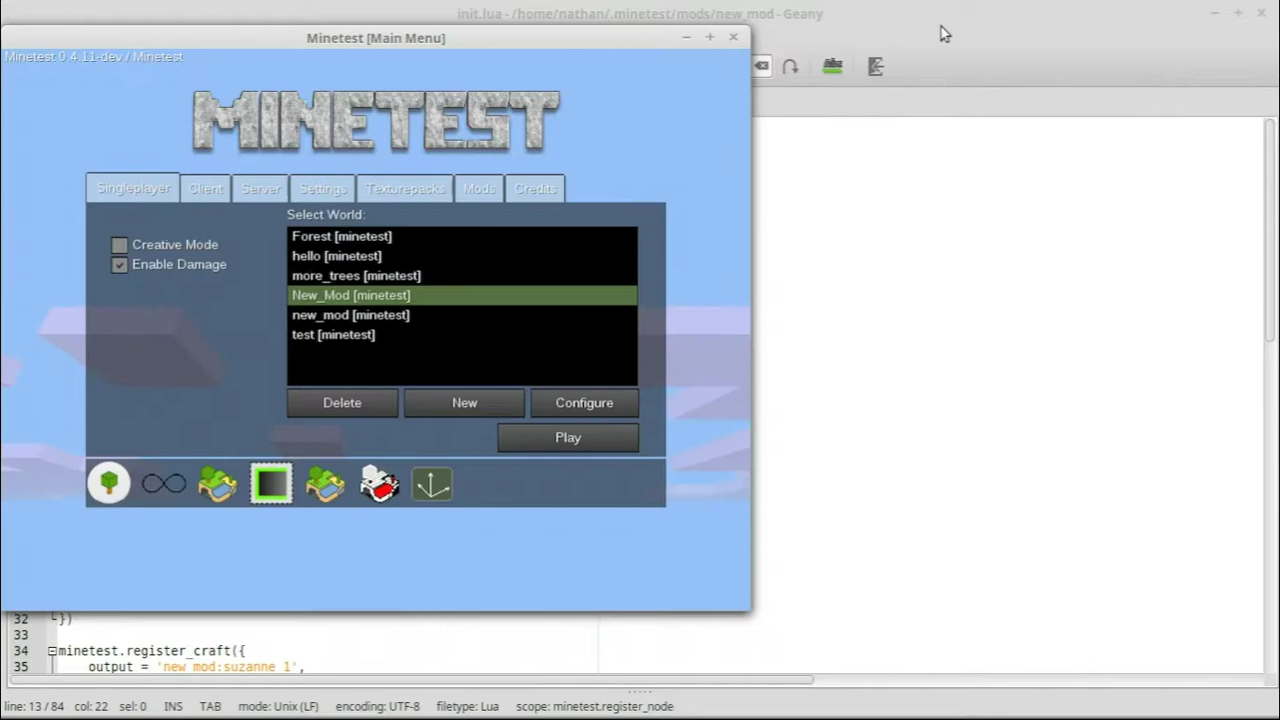 init.lua - /home/nathan/.minetest/mods/new_mod - Geany
Minetest [Main Menu]
Minetest 0.4.11-dev / Minetest
MINETEST
Singleplayer Client Server Settings Texturepacks Mods Credits
Select World:
Creative Mode
Enable Damage
Forest [minetest]
hello [minetest]
more_trees [minetest]
New_Mod [minetest]
new_mod [minetest]
test [minetest]
Delete New Configure
Play
32 })
33
34 minetest.register_craft({
35 output = 'new_mod:suzanne 1',
line: 13 / 84 col: 22 sel: 0 INS TAB mode: Unix (LF) encoding: UTF-8 filetype: Lua scope: minetest.register_node